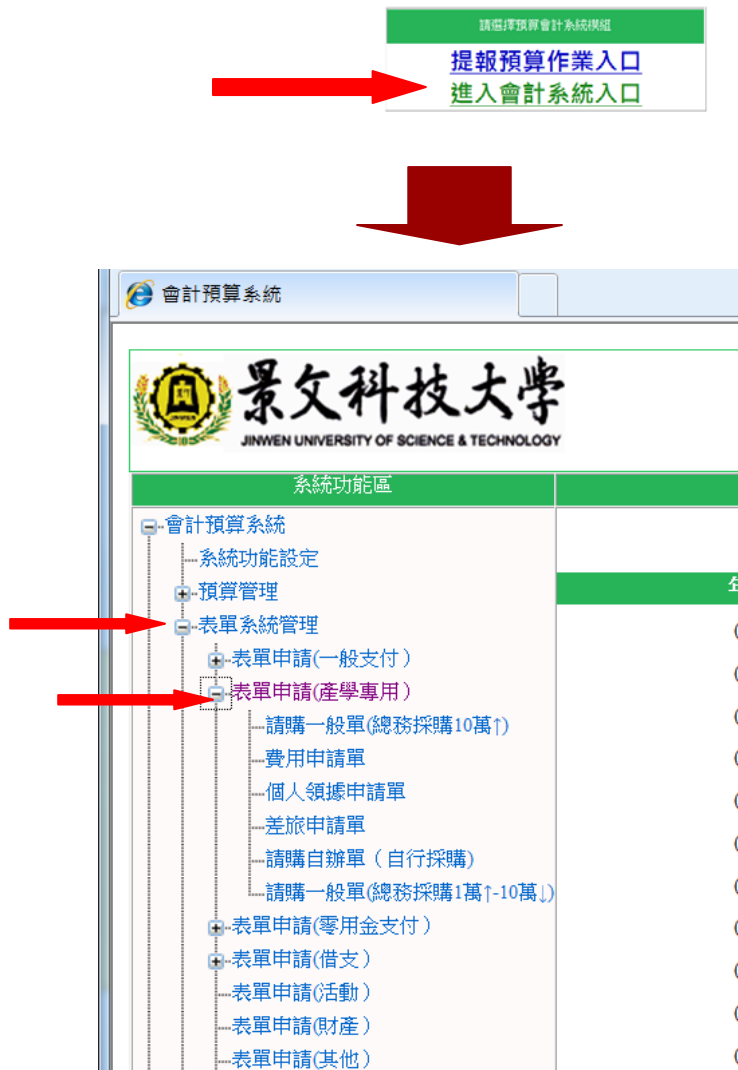 請選擇預算會計系統模組
提報預算作業入口
進入會計系統入口
會計預算系統
景文科技大學
JINWEN UNIVERSITY OF SCIENCE & TECHNOLOGY
系統功能區
會計預算系統
系統功能設定
預算管理
表單系統管理
表單申請(一般支付)
表單申請(產學專用)
請購一般單(總務採購10萬↑)
費用申請單
個人領據申請單
差旅申請單
請購自辦單(自行採購)
請購一般單(總務採購1萬↑-10萬↓)
表單申請(零用金支付)
表單申請(借支)
表單申請(活動)
表單申請(財產)
表單申請(其他)